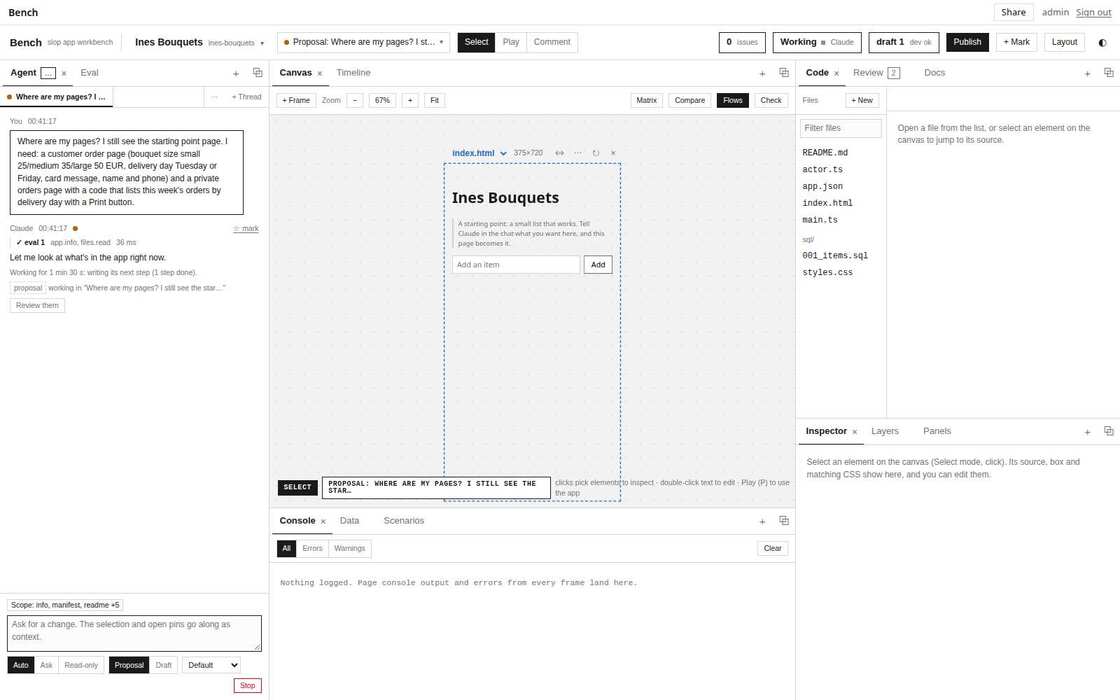 Bench
Share admin Sign out
Bench slop app workbench Ines Bouquets ines-bouquets ▾ Proposal: Where are my pages? I st… ▾ Select Play Comment 0 issues Working Claude draft 1 dev ok Publish + Mark Layout
Agent … × Eval +
Where are my pages? I … ··· + Thread
You 00:41:17
Where are my pages? I still see the starting point page. I
need: a customer order page (bouquet size small
25/medium 35/large 50 EUR, delivery day Tuesday or
Friday, card message, name and phone) and a private
orders page with a code that lists this week's orders by
delivery day with a Print button.
Claude 00:41:17 ☆ mark
✓ eval 1 app.info, files.read 36 ms
Let me look at what's in the app right now.
Working for 1 min 30 s: writing its next step (1 step done).
proposal working in "Where are my pages? I still see the star…"
Review them
Scope: info, manifest, readme +5
Ask for a change. The selection and open pins go along as
context.
Auto Ask Read-only Proposal Draft Default
Stop
Canvas × Timeline +
+ Frame Zoom − 67% + Fit Matrix Compare Flows Check
index.html 375×720 ⇔ ··· ↻ ×
Ines Bouquets
A starting point: a small list that works. Tell
Claude in the chat what you want here, and this
page becomes it.
Add an item Add
SELECT PROPOSAL: WHERE ARE MY PAGES? I STILL SEE THE
STAR…
clicks pick elements to inspect · double-click text to edit · Play (P) to use
the app
Console × Data Scenarios +
All Errors Warnings Clear
Nothing logged. Page console output and errors from every frame land here.
Code × Review 2 Docs +
Files + New
Filter files
README.md
actor.ts
app.json
index.html
main.ts
sql/
001_items.sql
styles.css
Open a file from the list, or select an element on the
canvas to jump to its source.
Inspector × Layers Panels +
Select an element on the canvas (Select mode, click). Its source, box and
matching CSS show here, and you can edit them.